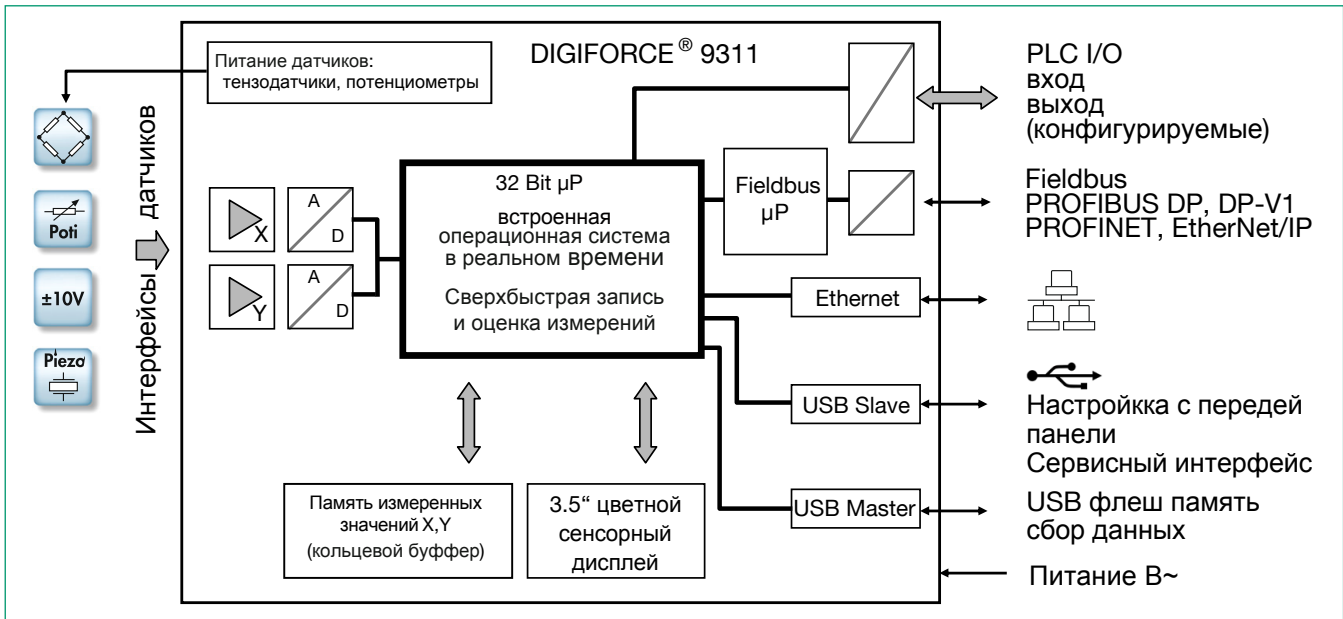 Питание датчиков:
тензодатчики, потенциометры
DIGIFORCE ® 9311
PLC I/O
вход
выход
(конфигурируемые)
Интерфейсы датчиков
Poti
±10V
Piezo
X
A
D
Y
A
D
32 Bit µP
встроенная
операционная система
в реальном времени
Сверхбыстрая запись
и оценка измерений
Fieldbus
µP
Fieldbus
PROFIBUS DP, DP-V1
PROFINET, EtherNet/IP
Ethernet
USB Slave
Настройкка с передей
панели
Сервисный интерфейс
USB Master
USB флеш память
сбор данных
Память измеренных
значений X,Y
(кольцевой буффер)
3.5“ цветной
сенсорный
дисплей
Питание В~